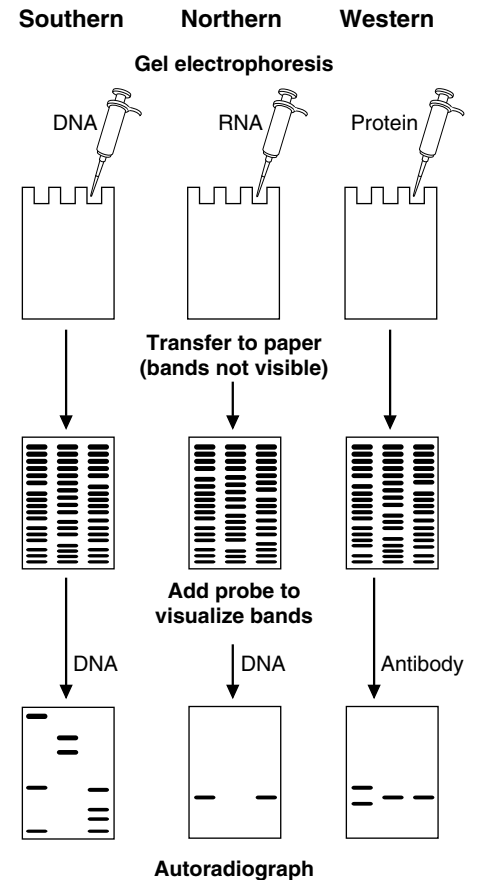 Southern Northern Western
Gel electrophoresis
DNA RNA Protein
Transfer to paper
(bands not visible)
Add probe to
visualize bands
DNA DNA Antibody
Autoradiograph